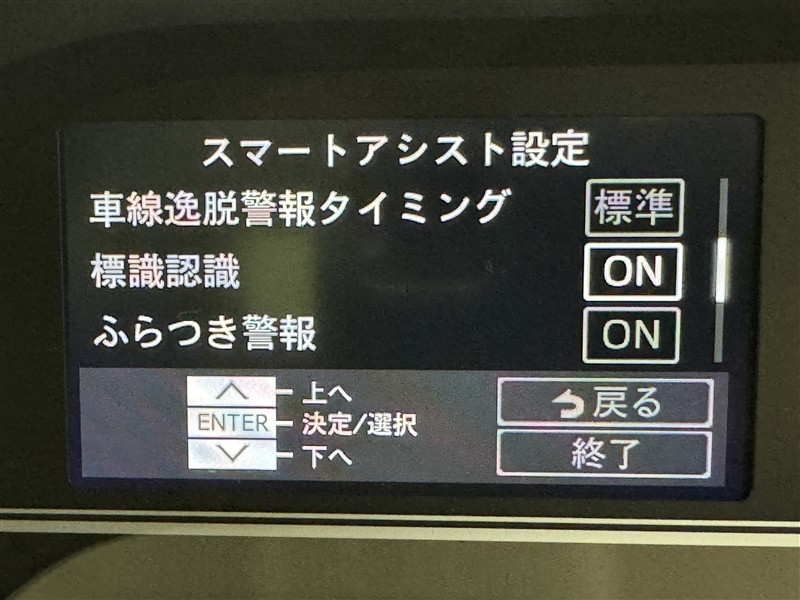 スマートアシスト設定
車線逸脱警報タイミング 標準
標識認識 ON
ふらつき警報 ON
上へ
ENTER 決定/選択
下へ
戻る
終了